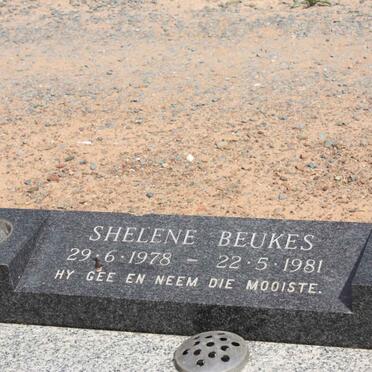 SHELENE BEUKES
29·6·1978 - 22·5·1981
HY GEE EN NEEM DIE MOOISTE.